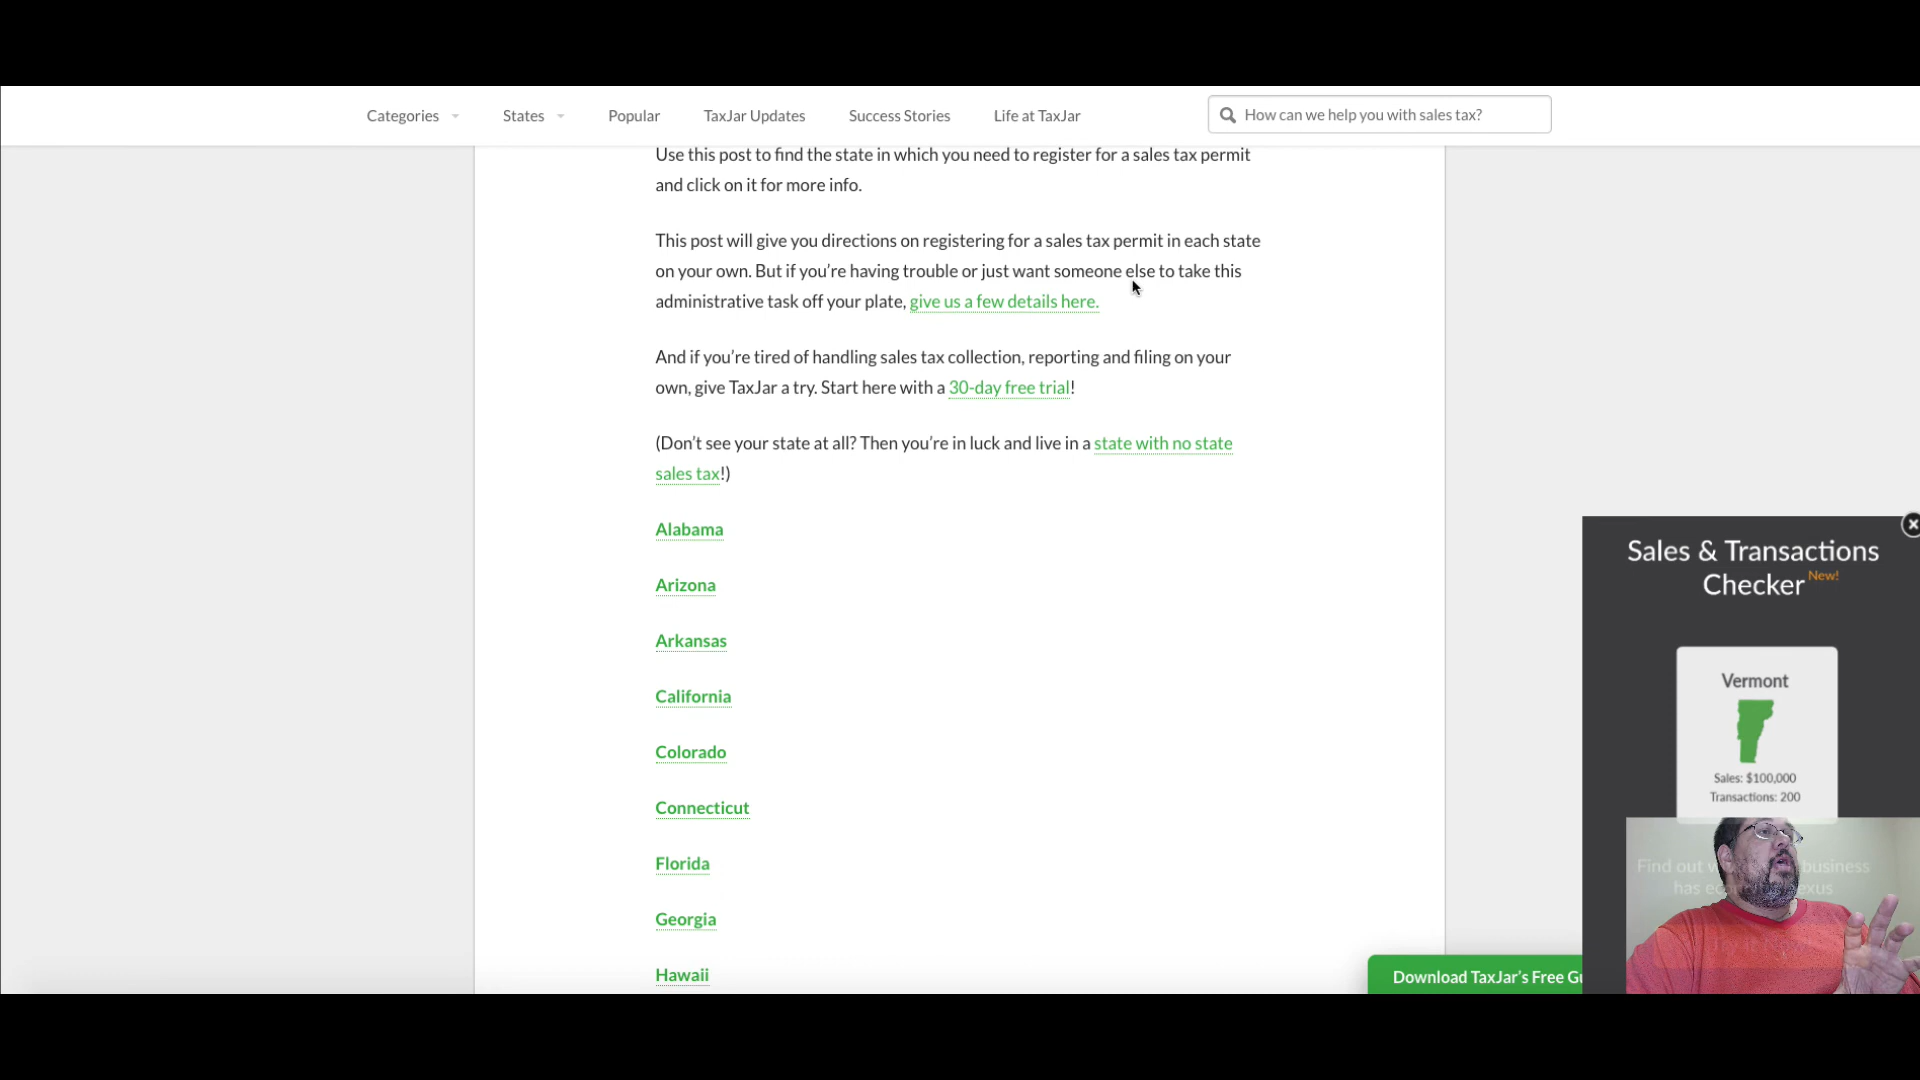 Categories States Popular TaxJar Updates Success Stories Life at TaxJar How can we help you with sales tax?
Use this post to find the state in which you need to register for a sales tax permit
and click on it for more info.
This post will give you directions on registering for a sales tax permit in each state
on your own. But if you’re having trouble or just want someone else to take this
administrative task off your plate, give us a few details here.
And if you’re tired of handling sales tax collection, reporting and filing on your
own, give TaxJar a try. Start here with a 30-day free trial!
(Don’t see your state at all? Then you’re in luck and live in a state with no state
sales tax!)
Alabama
Arizona
Arkansas
California
Colorado
Connecticut
Florida
Georgia
Hawaii
Sales & Transactions
Checker New!
Vermont
Sales: $100,000
Transactions: 200
Find out business
has
Download TaxJar’s Free